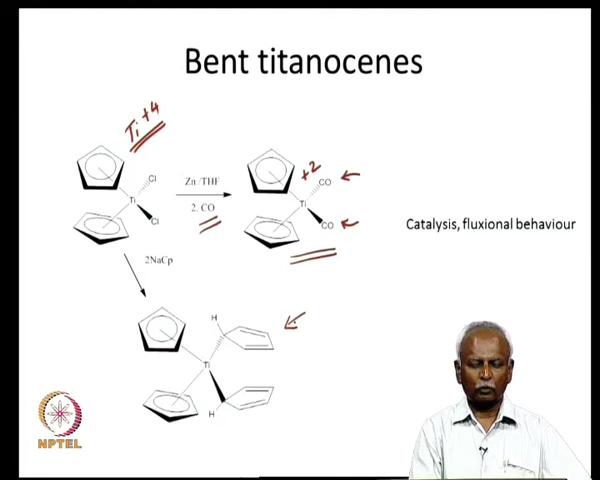 Bent titanocenes
Ti +4
Cl
Ti
Cl
Zn /THF
2. CO
+2
CO
Ti
CO
Catalysis, fluxional behaviour
2NaCp
H
Ti
H
NPTEL